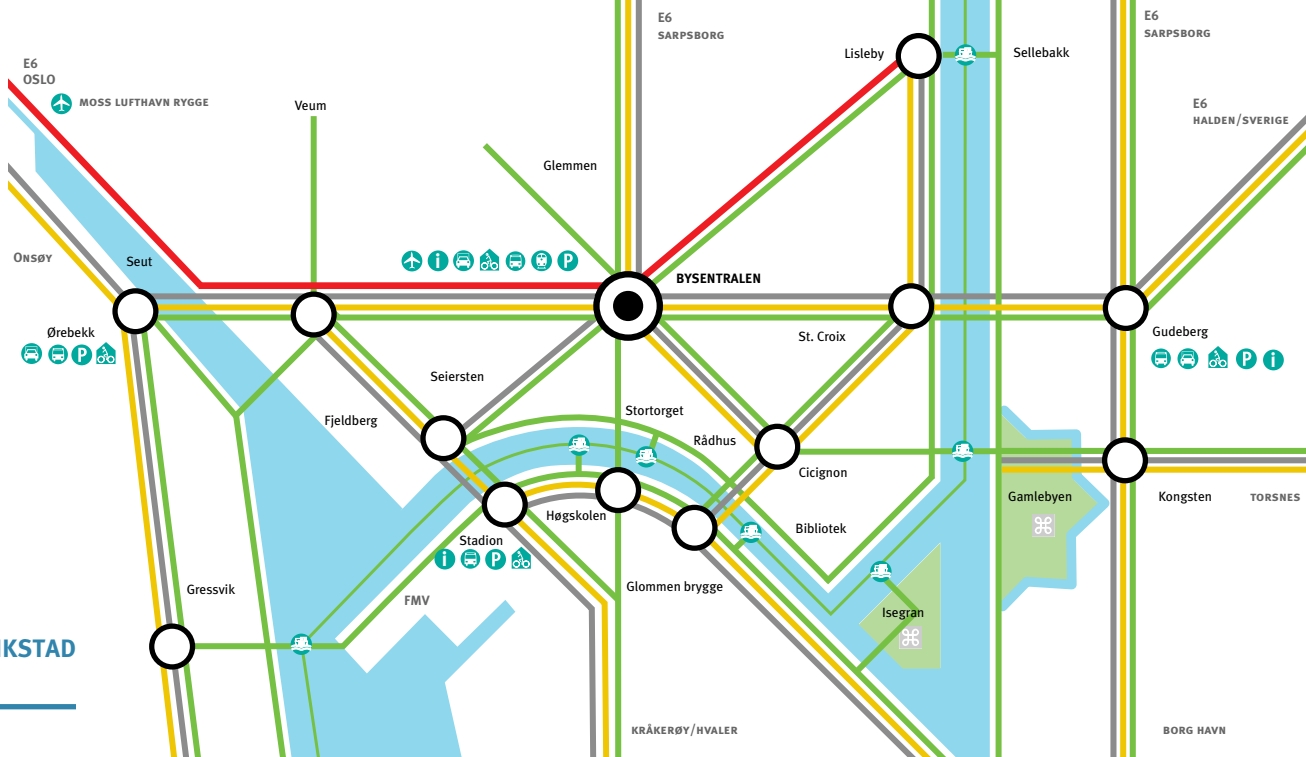 E6
SARPSBORG
E6
SARPSBORG
Lisleby
Sellebakk
E6
OSLO
MOSS LUFTHAVN RYGGE
Veum
E6
HALDEN/SVERIGE
Glemmen
Onsøy
Seut
i
P
BYSENTRALEN
Ørebekk
P
St. Croix
Gudeberg
P i
Seiersten
Fjeldberg
Stortorget
Rådhus
Cicignon
Gamlebyen
Kongsten
TORSNES
Høgskolen
Bibliotek
Stadion
i P
Glommen brygge
Gressvik
FMV
Isegran
IKSTAD
KRÅKERØY/HVALER
BORG HAVN